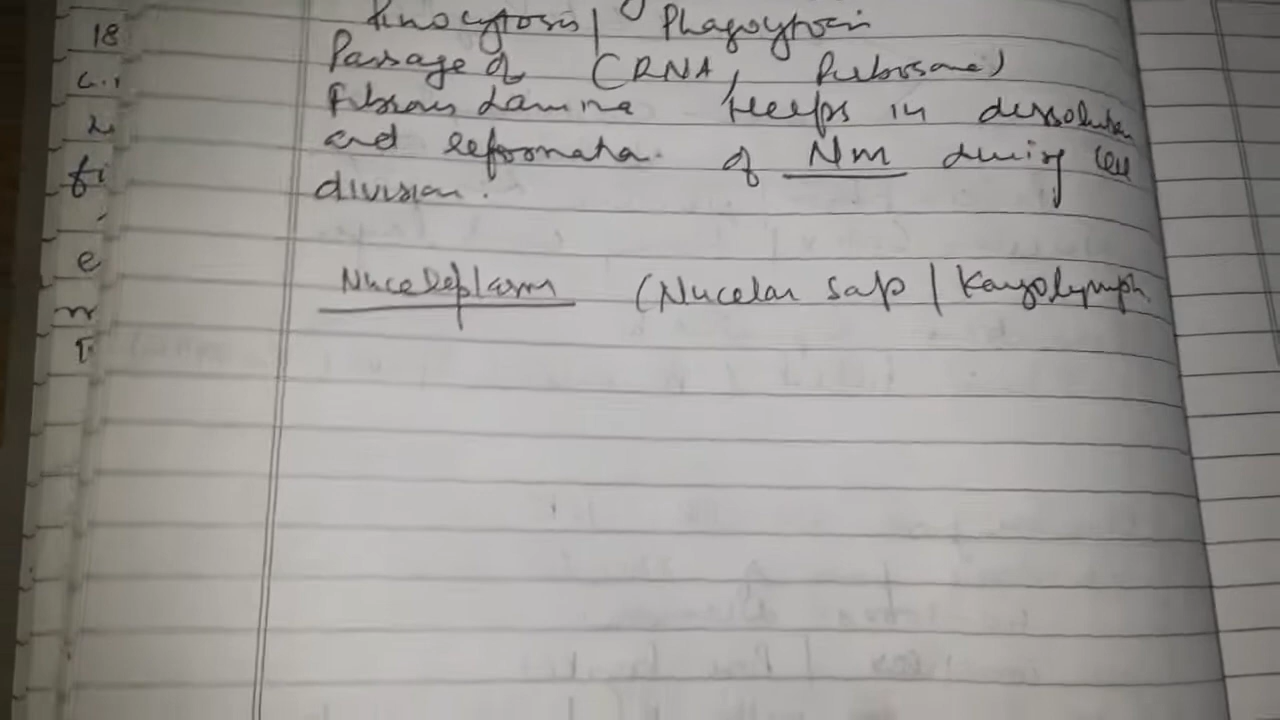 18
Pinocytosis | Phagocytosis
Passage of (RNA, Ribosome)
Fibrous Lamina Helps in dissolution
and reformation of Nm during cell
division.
e
m
Nucleoplasm (Nuclear sap | Karyolymph